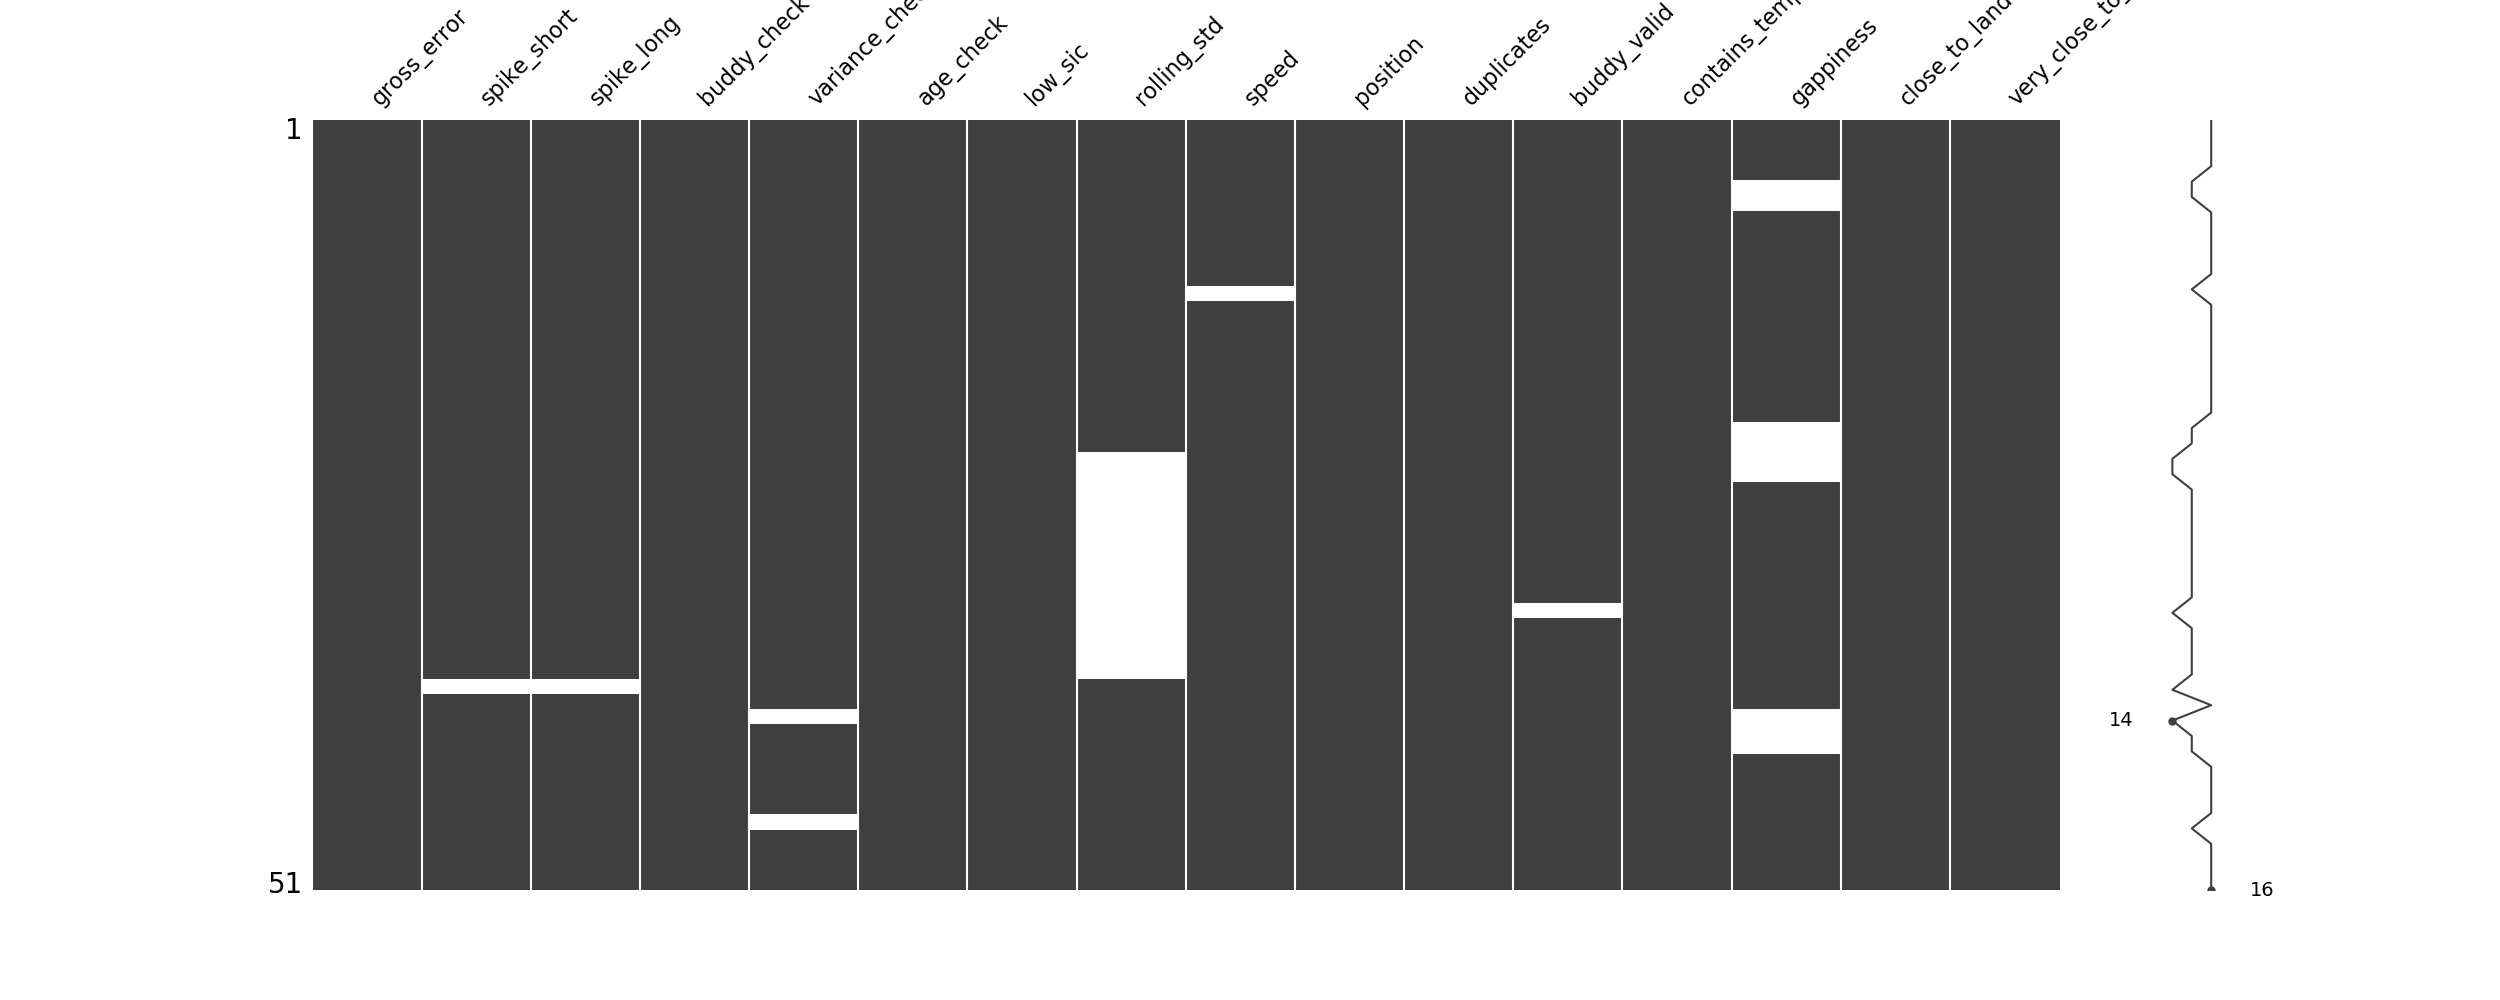 gross_error
spike_short
spike_long
buddy_check
age_check
low_sic
rolling_std
speed
position
duplicates
buddy_valid
gappiness
close_to_land
1
51
14
16